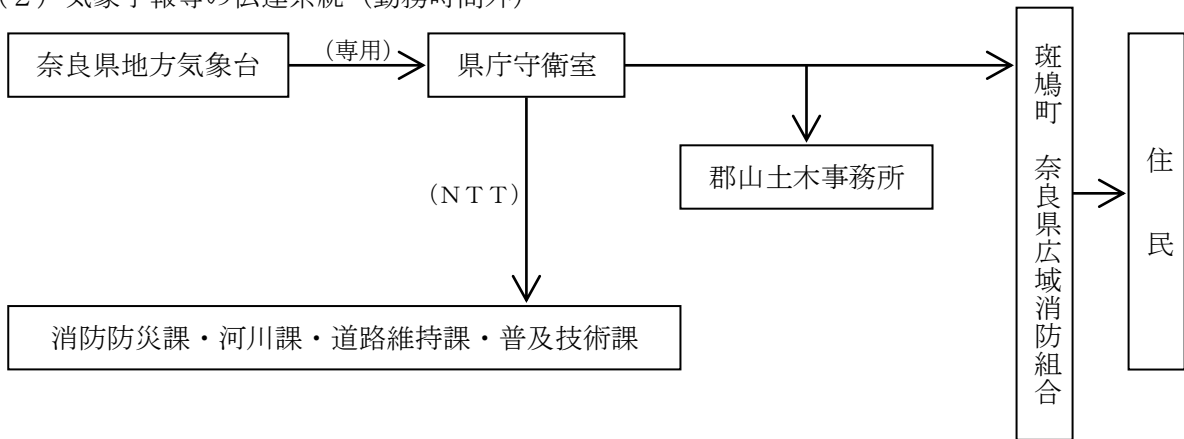 (2) 気象予報等の伝達系統（勤務時間外）
奈良県地方気象台
(専用)
県庁守衛室
(ＮＴＴ)
郡山土木事務所
消防防災課・河川課・道路維持課・普及技術課
斑鳩町　奈良県広域消防組合
住民